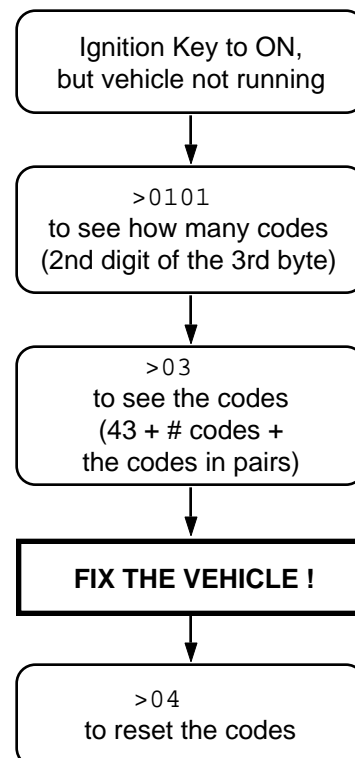 Ignition Key to ON,
but vehicle not running
>0101
to see how many codes
(2nd digit of the 3rd byte)
>03
to see the codes
(43 + # codes +
the codes in pairs)
FIX THE VEHICLE !
>04
to reset the codes